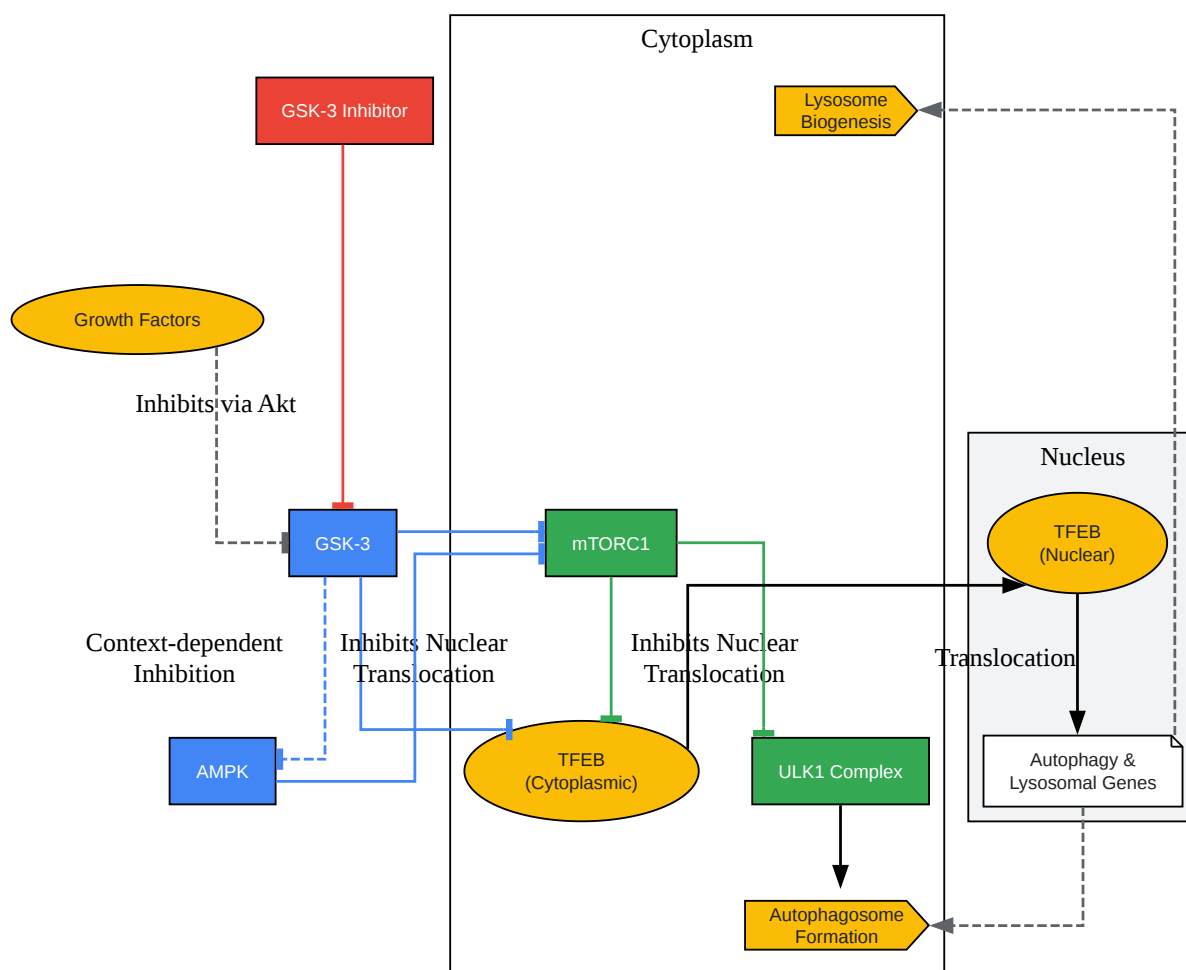 Cytoplasm
GSK-3 Inhibitor
Lysosome
Biogenesis
Growth Factors
Inhibits via Akt
Nucleus
GSK-3
mTORC1
TFEB
(Nuclear)
Context-dependent
Inhibition
Inhibits Nuclear
Translocation
Inhibits Nuclear
Translocation
Translocation
AMPK
TFEB
(Cytoplasmic)
ULK1 Complex
Autophagy &
Lysosomal Genes
Autophagosome
Formation